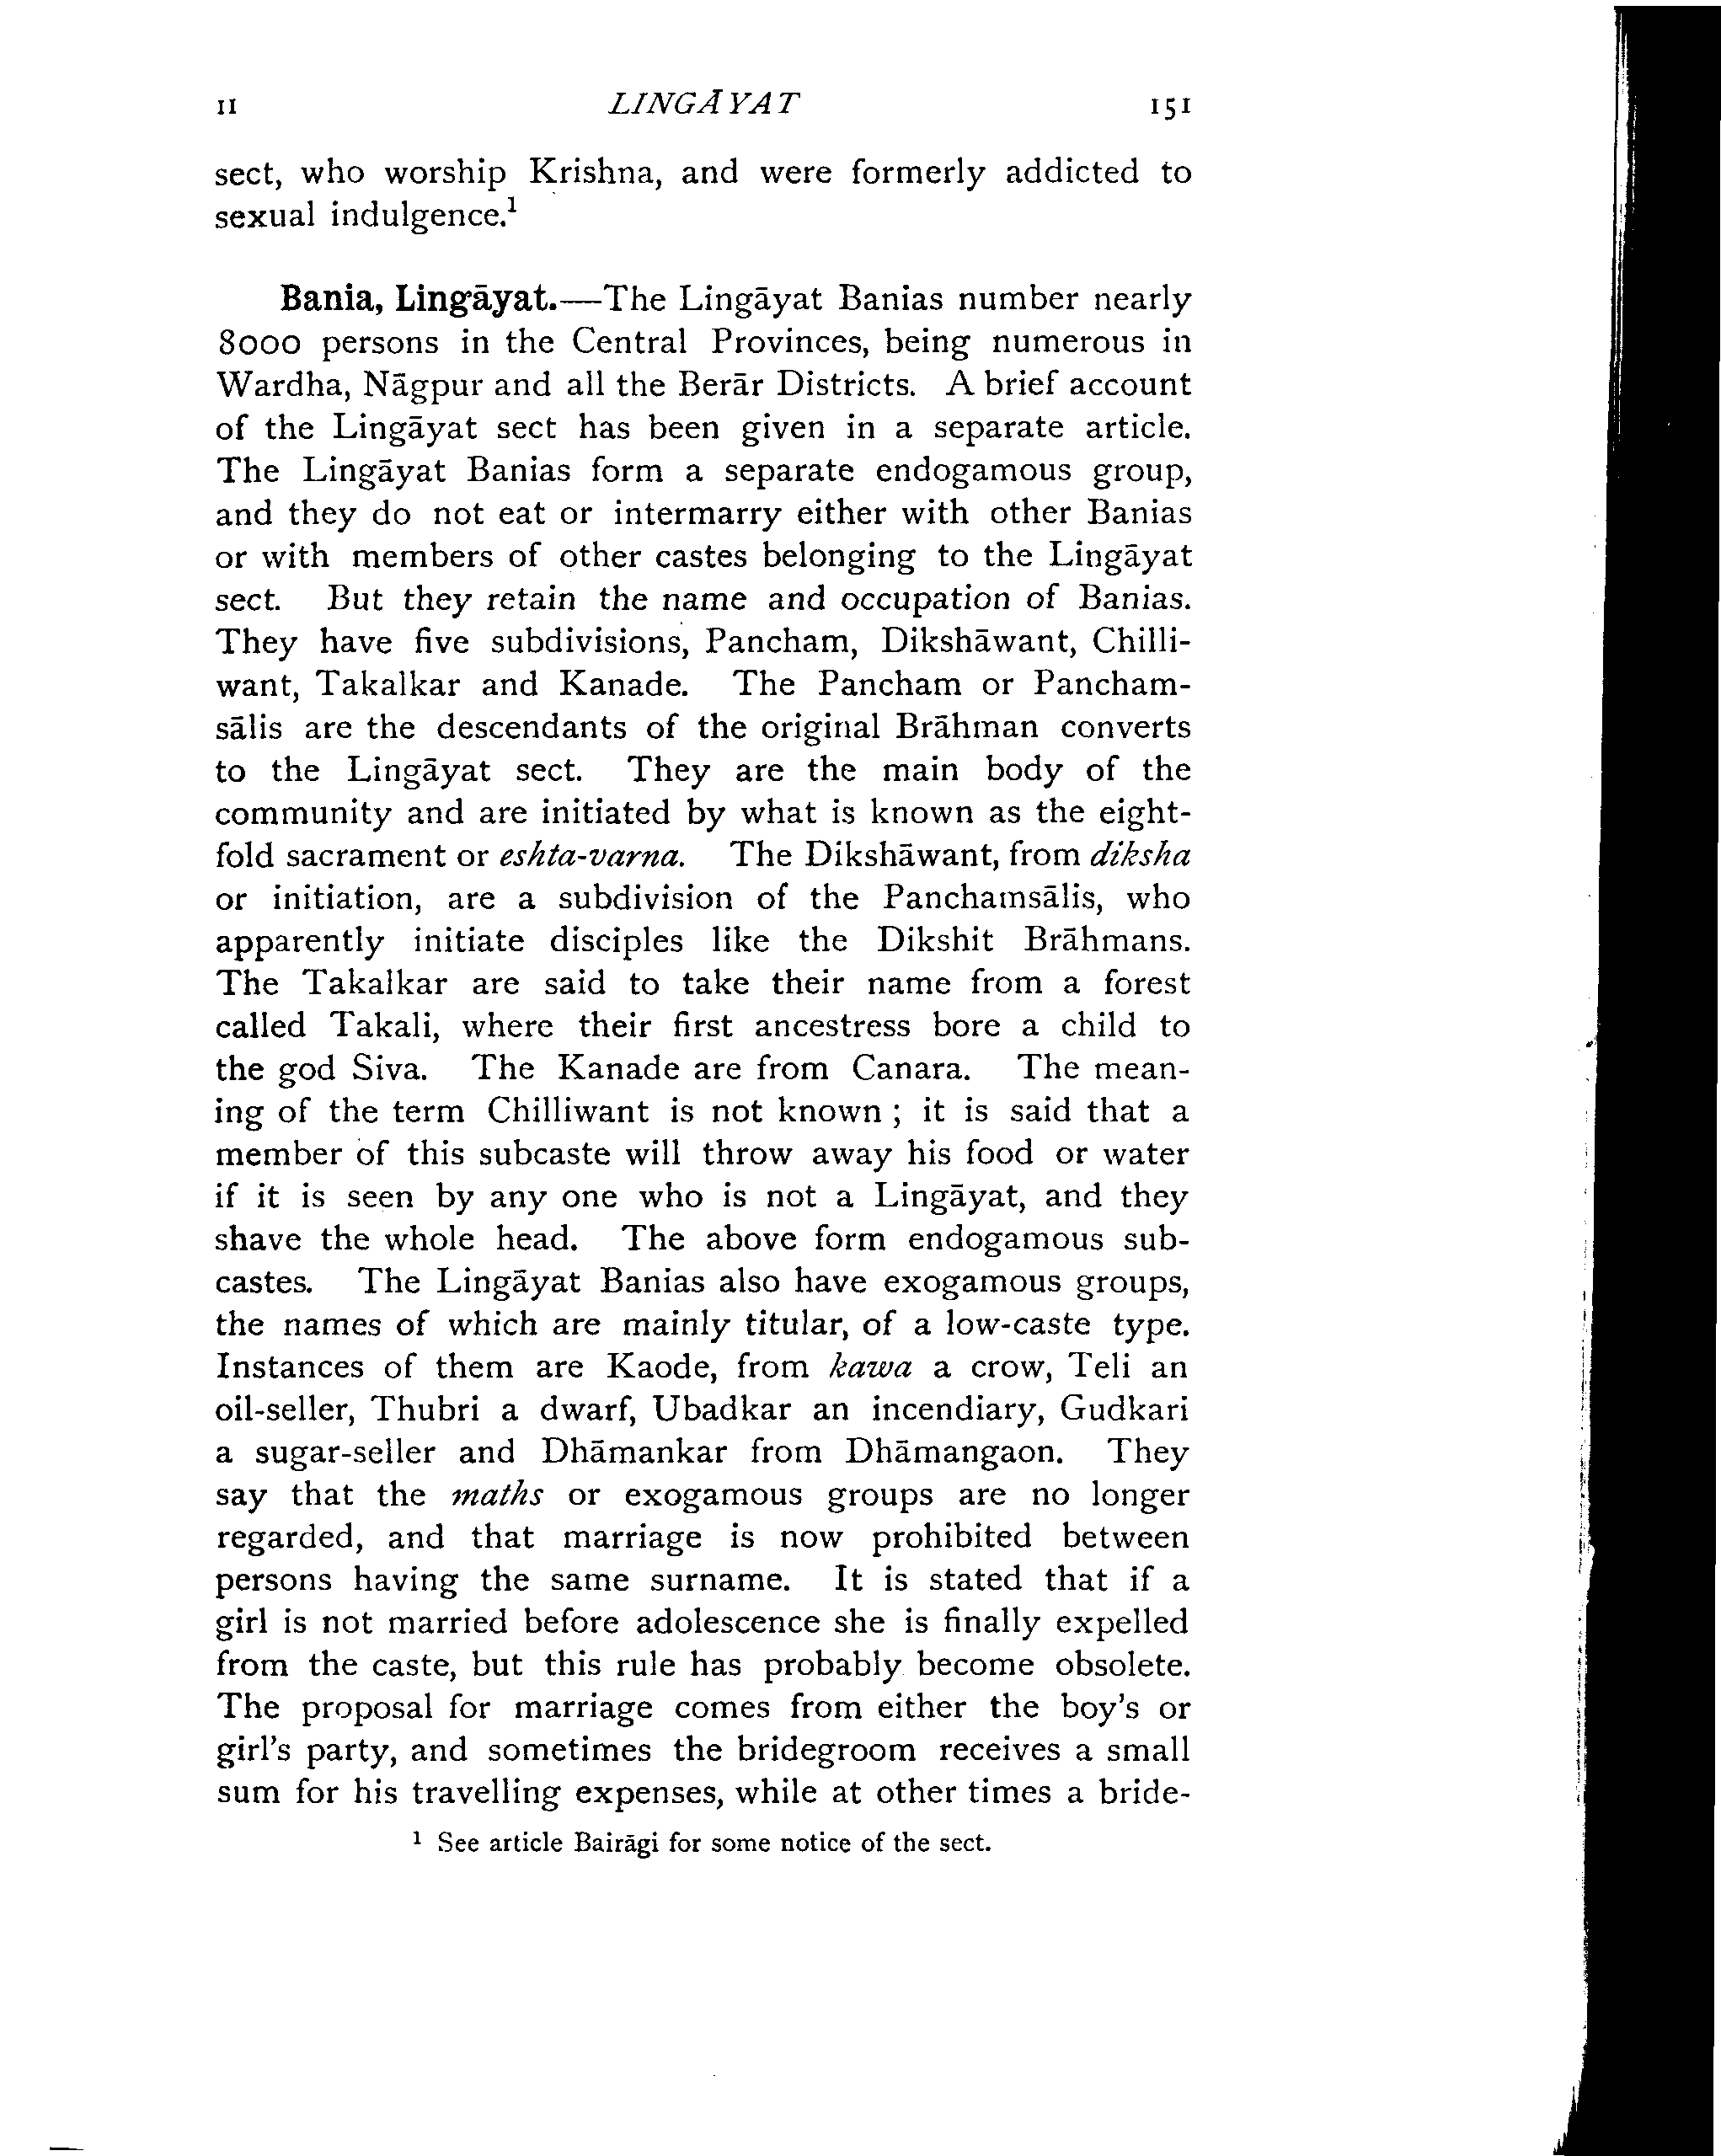 II LINGĀYAT 151
sect, who worship Krishna, and were formerly addicted to
sexual indulgence.¹
Bania, Lingāyat.—The Lingāyat Banias number nearly
8000 persons in the Central Provinces, being numerous in
Wardha, Nāgpur and all the Berār Districts. A brief account
of the Lingāyat sect has been given in a separate article.
The Lingāyat Banias form a separate endogamous group,
and they do not eat or intermarry either with other Banias
or with members of other castes belonging to the Lingāyat
sect. But they retain the name and occupation of Banias.
They have five subdivisions, Pancham, Dikshāwant, Chilli-
want, Takalkar and Kanade. The Pancham or Pancham-
sālis are the descendants of the original Brāhman converts
to the Lingāyat sect. They are the main body of the
community and are initiated by what is known as the eight-
fold sacrament or eshta-varna. The Dikshāwant, from diksha
or initiation, are a subdivision of the Panchamsālis, who
apparently initiate disciples like the Dikshit Brāhmans.
The Takalkar are said to take their name from a forest
called Takali, where their first ancestress bore a child to
the god Siva. The Kanade are from Canara. The mean-
ing of the term Chilliwant is not known ; it is said that a
member of this subcaste will throw away his food or water
if it is seen by any one who is not a Lingāyat, and they
shave the whole head. The above form endogamous sub-
castes. The Lingāyat Banias also have exogamous groups,
the names of which are mainly titular, of a low-caste type.
Instances of them are Kaode, from kawa a crow, Teli an
oil-seller, Thubri a dwarf, Ubadkar an incendiary, Gudkari
a sugar-seller and Dhāmankar from Dhāmangaon. They
say that the maths or exogamous groups are no longer
regarded, and that marriage is now prohibited between
persons having the same surname. It is stated that if a
girl is not married before adolescence she is finally expelled
from the caste, but this rule has probably become obsolete.
The proposal for marriage comes from either the boy's or
girl's party, and sometimes the bridegroom receives a small
sum for his travelling expenses, while at other times a bride-
¹ See article Bairāgi for some notice of the sect.